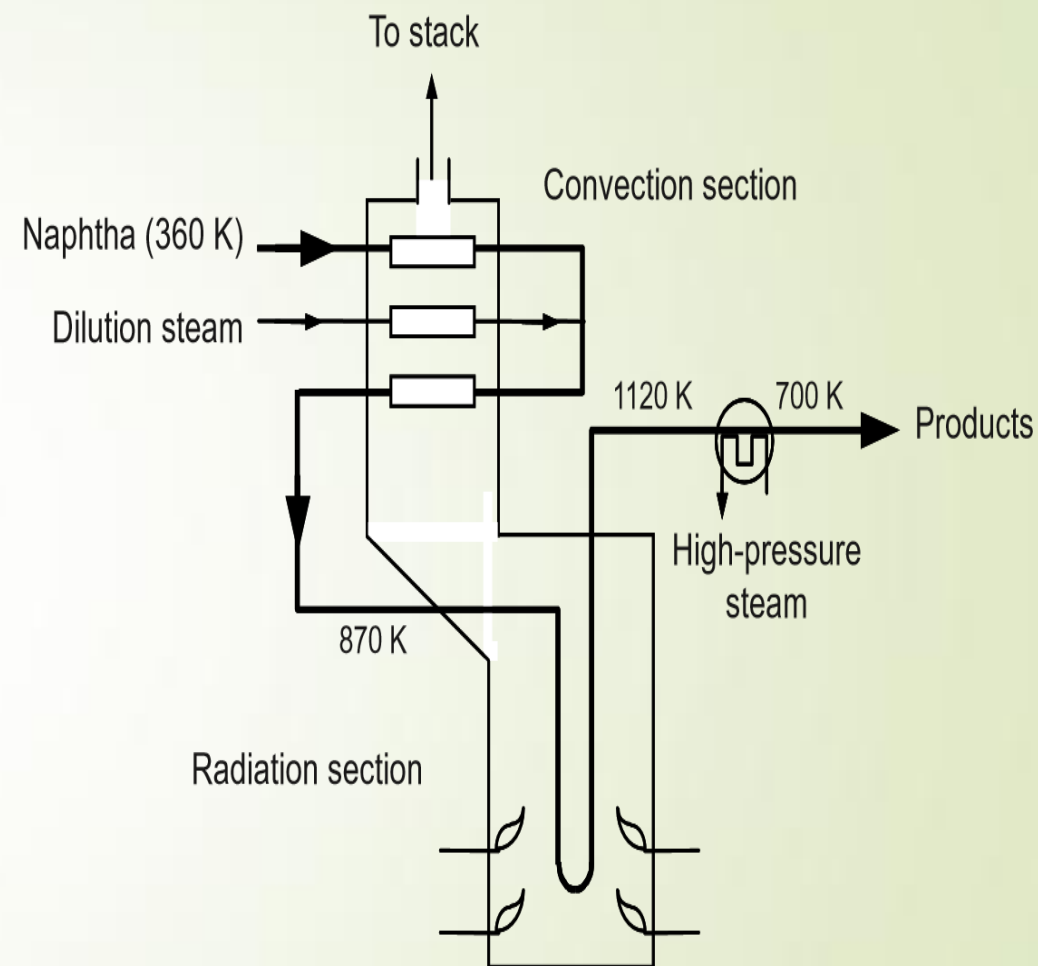 To stack
Convection section
Naphtha (360 K)
Dilution steam
1120 K
700 K
Products
High-pressure
steam
870 K
Radiation section